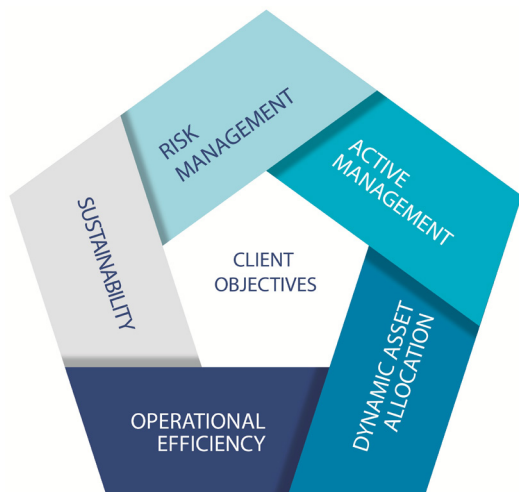 RISK
MANAGEMENT
ACTIVE
MANAGEMENT
SUSTAINABILITY
CLIENT
OBJECTIVES
DYNAMIC ASSET
ALLOCATION
OPERATIONAL
EFFICIENCY